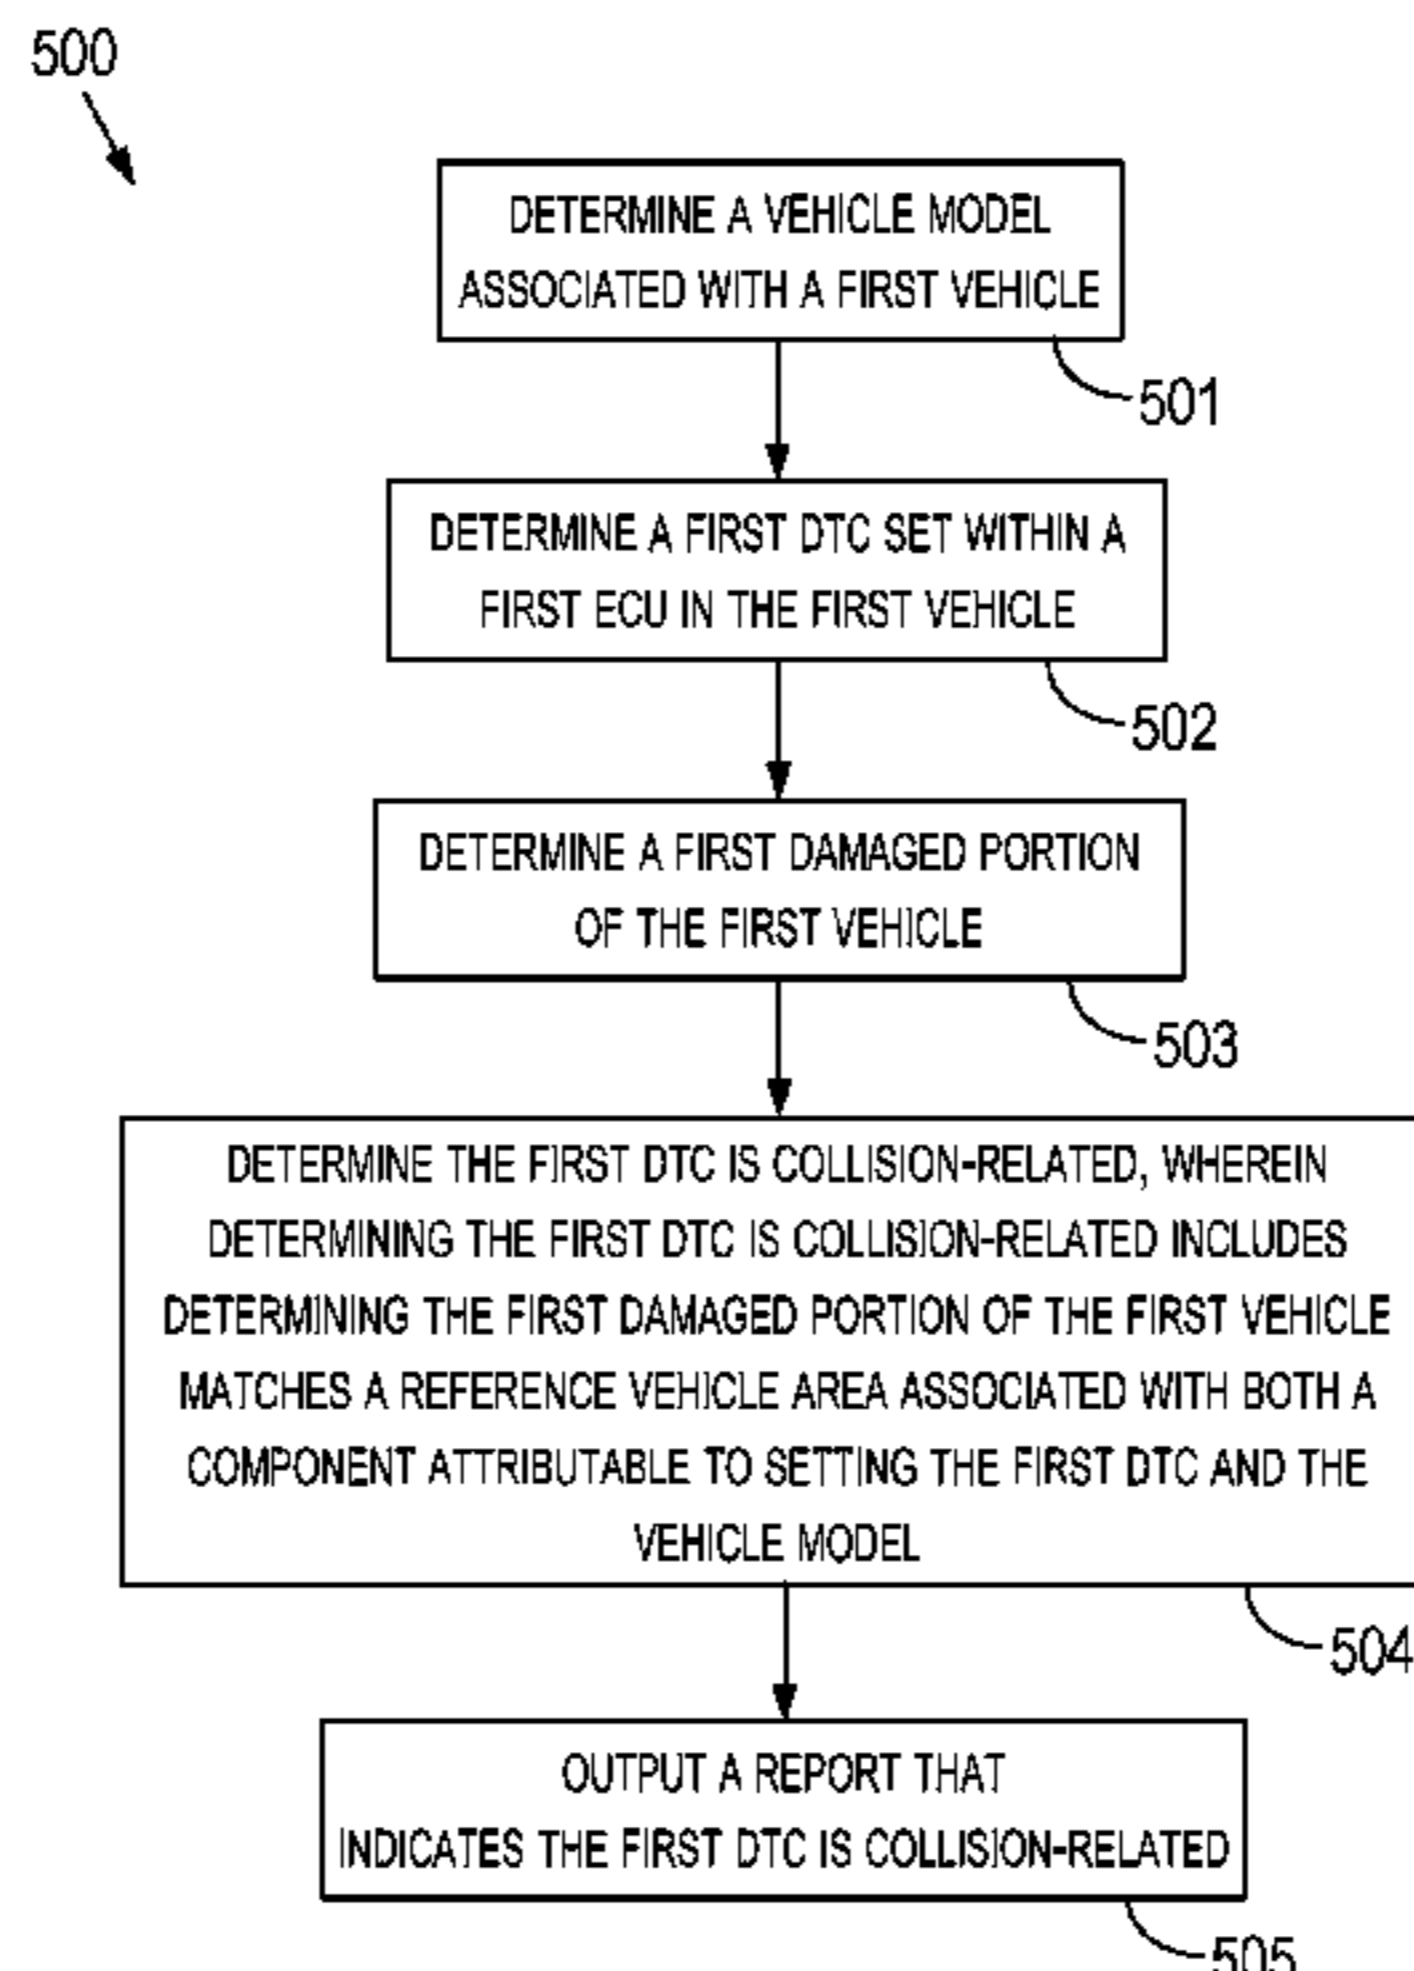 500
DETERMINE A VEHICLE MODEL
ASSOCIATED WITH A FIRST VEHICLE
501
DETERMINE A FIRST DTC SET WITHIN A
FIRST ECU IN THE FIRST VEHICLE
502
DETERMINE A FIRST DAMAGED PORTION
OF THE FIRST VEHICLE
503
DETERMINE THE FIRST DTC IS COLLISION-RELATED, WHEREIN
DETERMINING THE FIRST DTC IS COLLISION-RELATED INCLUDES
DETERMINING THE FIRST DAMAGED PORTION OF THE FIRST VEHICLE
MATCHES A REFERENCE VEHICLE AREA ASSOCIATED WITH BOTH A
COMPONENT ATTRIBUTABLE TO SETTING THE FIRST DTC AND THE
VEHICLE MODEL
504
OUTPUT A REPORT THAT
INDICATES THE FIRST DTC IS COLLISION-RELATED
505